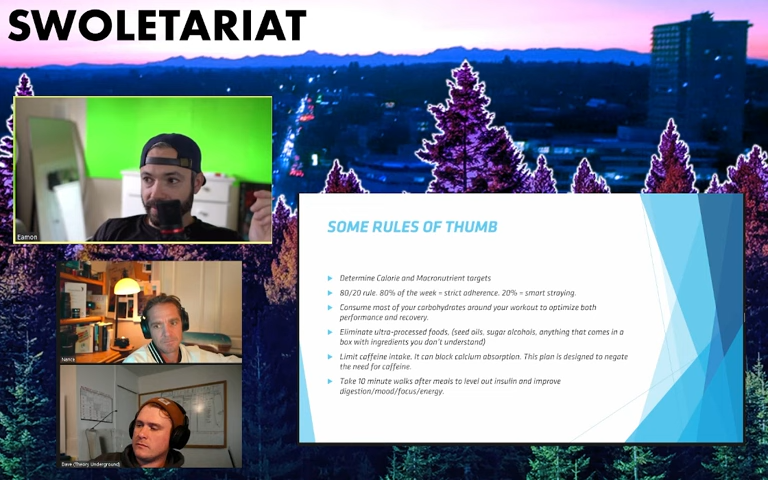 SWOLETARIAT
Eamon
SOME RULES OF THUMB
Determine Calorie and Macronutrient targets
80/20 rule. 80% of the week = strict adherence. 20% = smart straying.
Consume most of your carbohydrates around your workout to optimize both
performance and recovery.
Eliminate ultra-processed foods, (seed oils, sugar alcohols, anything that comes in a
box with ingredients you don't understand)
Limit caffeine intake. It can block calcium absorption. This plan is designed to negate
the need for caffeine.
Take 10 minute walks after meals to level out insulin and improve
digestion/mood/focus/energy.
Dave (Theory Underground)